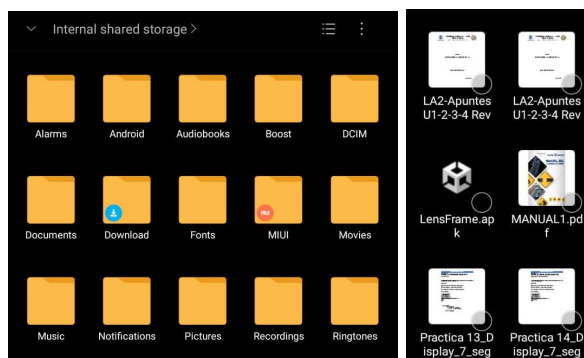 Internal shared storage >
Alarms Android Audiobooks Boost DCIM
Documents Download Fonts MIUI Movies
Music Notifications Pictures Recordings Ringtones
LA2-Apuntes LA2-Apuntes
U1-2-3-4 Rev U1-2-3-4 Rev
LensFrame.ap MANUAL1.pd
k f
Practica 13_D Practica 14_D
isplay_7_seg isplay_7_seg